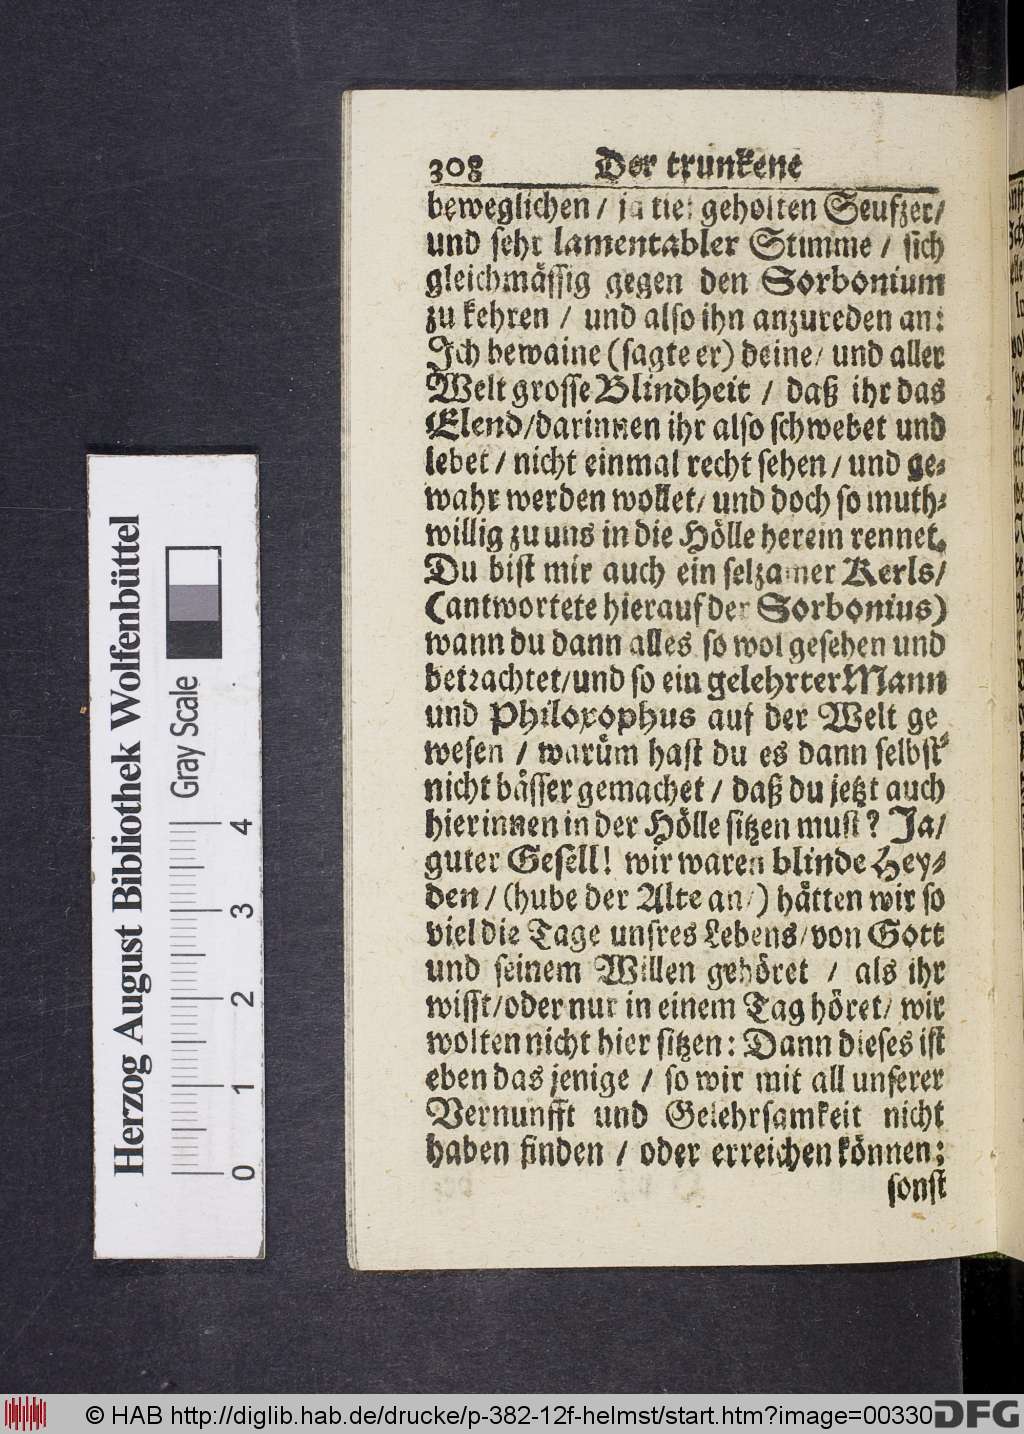 308 Der trunkene
beweglichen / ja tief geholten Seufzer/
und sehr lamentabler Stimme / sich
gleichmässig gegen den Sorbonium
zu kehren / und also ihn anzureden an:
Ich bewaine (sagte er) deine/ und aller
Welt grosse Blindheit / daß ihr das
Elend/darinnen ihr also schwebet und
lebet / nicht einmal recht sehen / und ge-
wahr werden wollet/ und doch so muth-
willig zu uns in die Hölle herein rennet.
Du bist mir auch ein selzamer Kerls/
(antwortete hierauf der Sorbonius)
wann du dann alles so wol gesehen und
betrachtet/und so ein gelehrter Mann
und Philoxophus auf der Welt ge
wesen / warům hast du es dann selbst
nicht bässer gemachet / daß du jetzt auch
hierinnen in der Hölle sitzen must? Ja/
guter Gesell! wir waren blinde Hey-
den / (hube der Alte an/) hätten wir so
viel die Tage unsres Lebens/von Gott
und seinem Willen gehöret / als ihr
wisst/oder nur in einem Tag höret/ wir
wolten nicht hier sitzen: Dann dieses ist
eben das jenige / so wir mit all unserer
Vernunfft und Gelehrsamkeit nicht
haben finden / oder erreichen können:
sonst
Herzog August Bibliothek Wolfenbüttel
Gray Scale
0 1 2 3 4
© HAB http://diglib.hab.de/drucke/p-382-12f-helmst/start.htm?image=00330
DFG